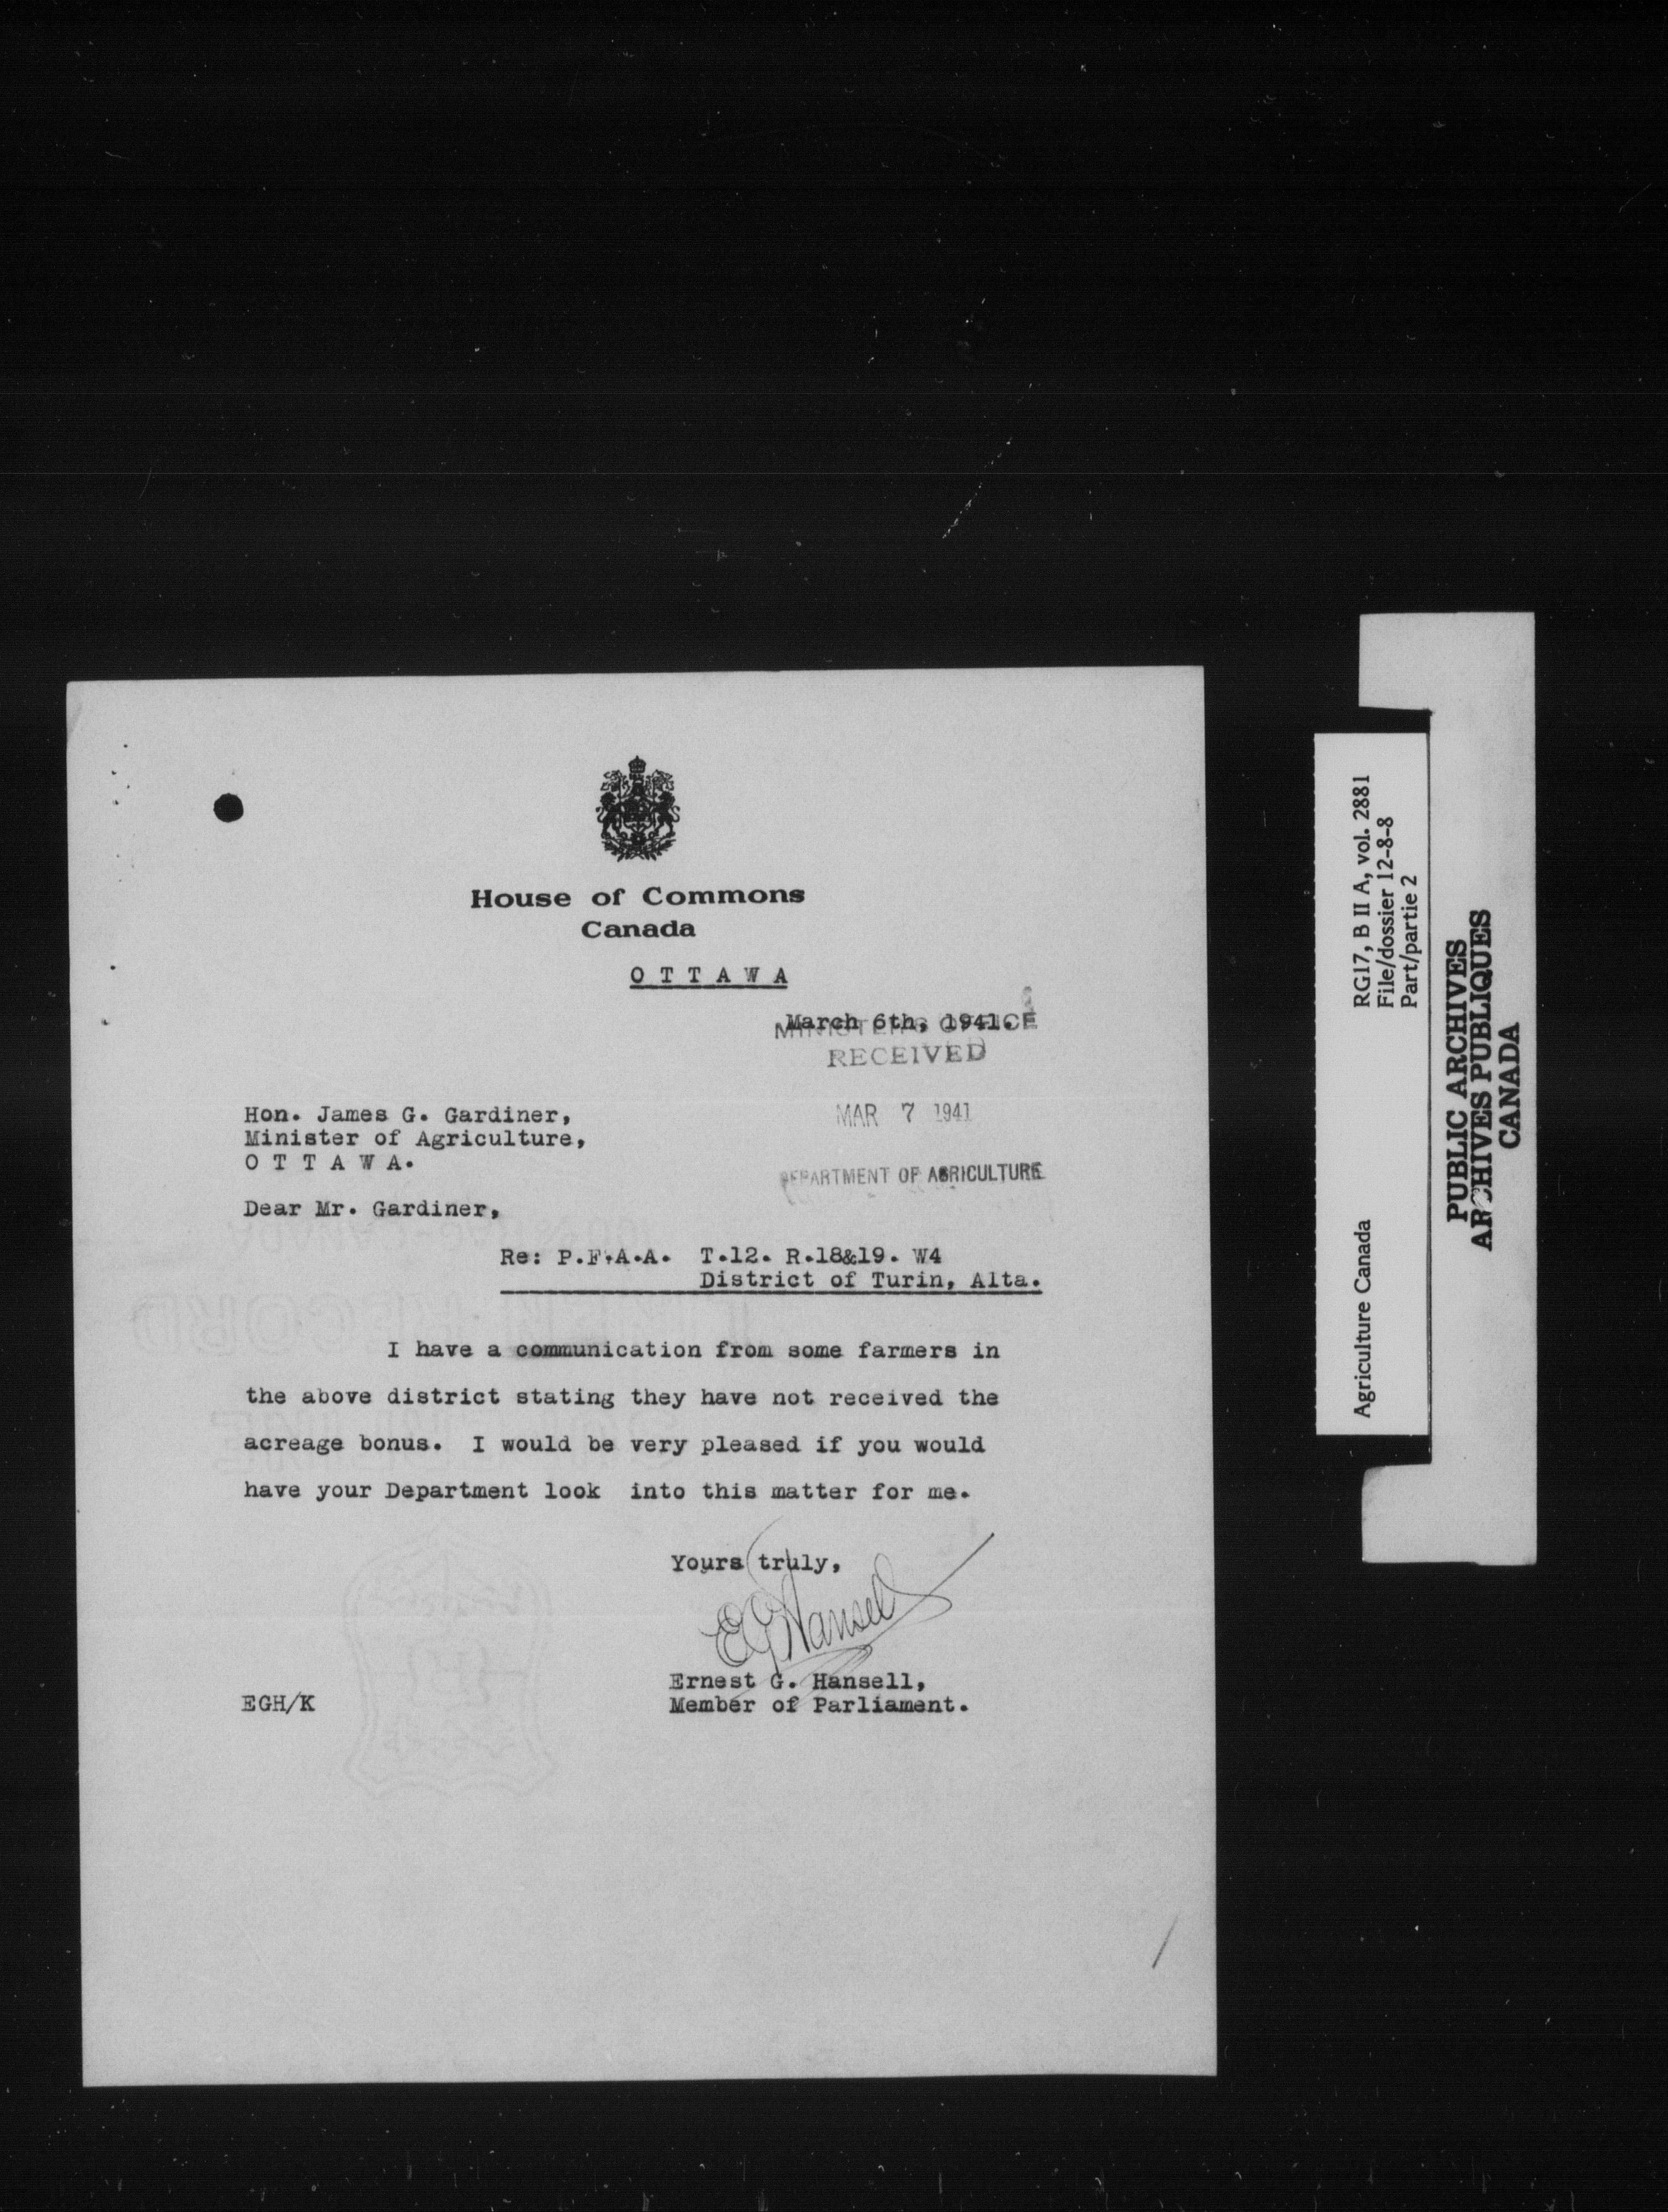 House of Commons
Canada
O T T A W A
March 6th, 1941.
MINISTER'S OFFICE
RECEIVED
MAR 7 1941
DEPARTMENT OF AGRICULTURE
Hon. James G. Gardiner,
Minister of Agriculture,
O T T A W A.
Dear Mr. Gardiner,
Re: P.F.A.A. T.12. R.18&19. W4
District of Turin, Alta.
I have a communication from some farmers in
the above district stating they have not received the
acreage bonus. I would be very pleased if you would
have your Department look into this matter for me.
Yours truly,
EGHansell
Ernest G. Hansell,
Member of Parliament.
EGH/K
Agriculture Canada
RG17, B II A, vol. 2881
File/dossier 12-8-8
Part/partie 2
PUBLIC ARCHIVES
ARCHIVES PUBLIQUES
CANADA